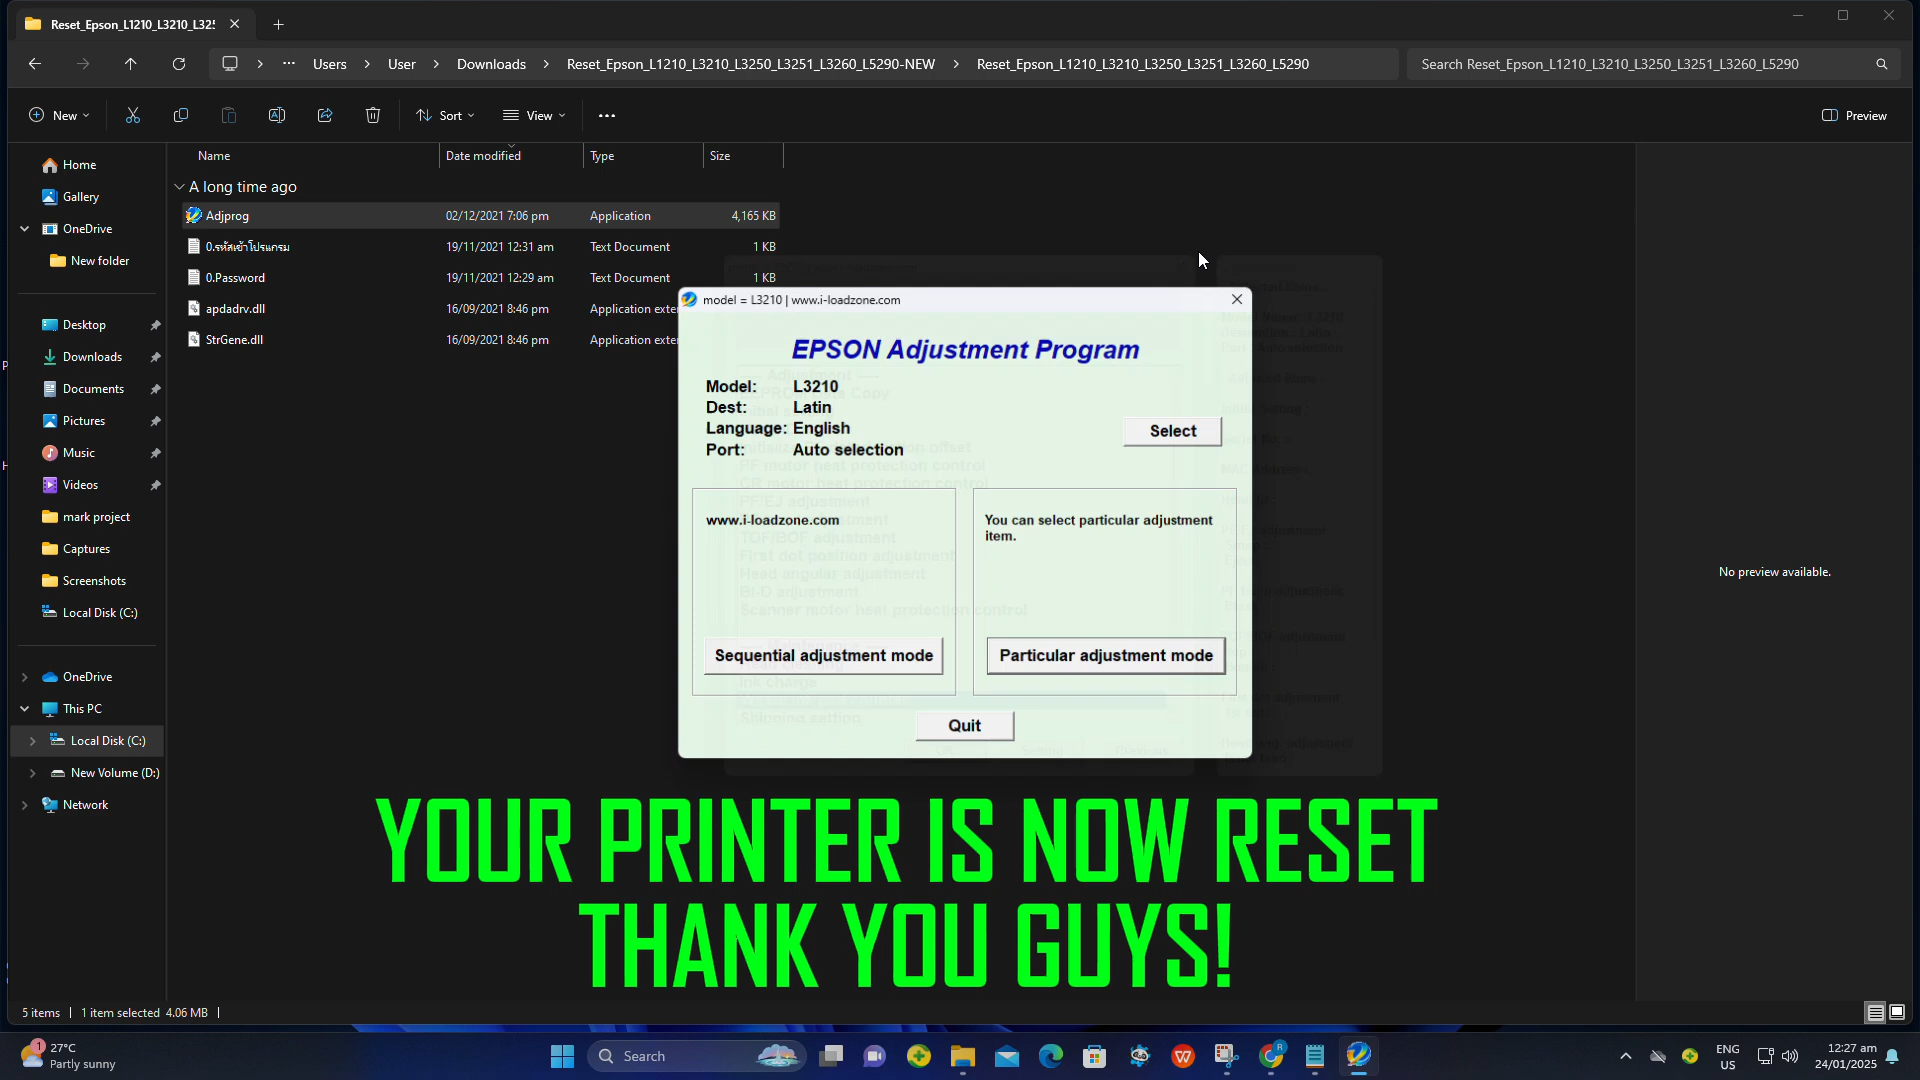 Reset_Epson_L1210_L3210_L325
Users > User > Downloads > Reset_Epson_L1210_L3210_L3250_L3251_L3260_L5290-NEW > Reset_Epson_L1210_L3210_L3250_L3251_L3260_L5290
Search Reset_Epson_L1210_L3210_L3250_L3251_L3260_L5290
New
Sort
View
Preview
Home
Gallery
OneDrive
New folder
Desktop
Downloads
Documents
Pictures
Music
Videos
mark project
Captures
Screenshots
Local Disk (C:)
OneDrive
This PC
Local Disk (C:)
New Volume (D:)
Network
Name Date modified Type Size
A long time ago
Adjprog 02/12/2021 7:06 pm Application 4,165 KB
0.รหัสเข้าโปรแกรม 19/11/2021 12:31 am Text Document 1 KB
0.Password 19/11/2021 12:29 am Text Document 1 KB
apdadrv.dll 16/09/2021 8:46 pm Application exte
StrGene.dll 16/09/2021 8:46 pm Application exte
model = L3210 | www.i-loadzone.com
EPSON Adjustment Program
Model: L3210
Dest: Latin
Language: English
Port: Auto selection
Select
www.i-loadzone.com
You can select particular adjustment
item.
Sequential adjustment mode
Particular adjustment mode
Quit
No preview available.
YOUR PRINTER IS NOW RESET
THANK YOU GUYS!
5 items | 1 item selected 4.06 MB |
1
27°C
Partly sunny
Search
ENG
US
12:27 am
24/01/2025